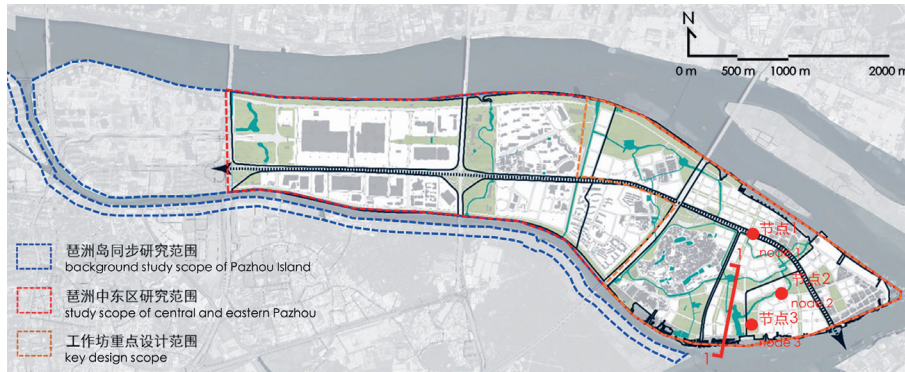 N
0 m 500 m 1000 m 2000 m
节点1
node 1
1
节点2
node 2
节点3
node 3
1
琶洲岛同步研究范围
background study scope of Pazhou Island
琶洲中东区研究范围
study scope of central and eastern Pazhou
工作坊重点设计范围
key design scope